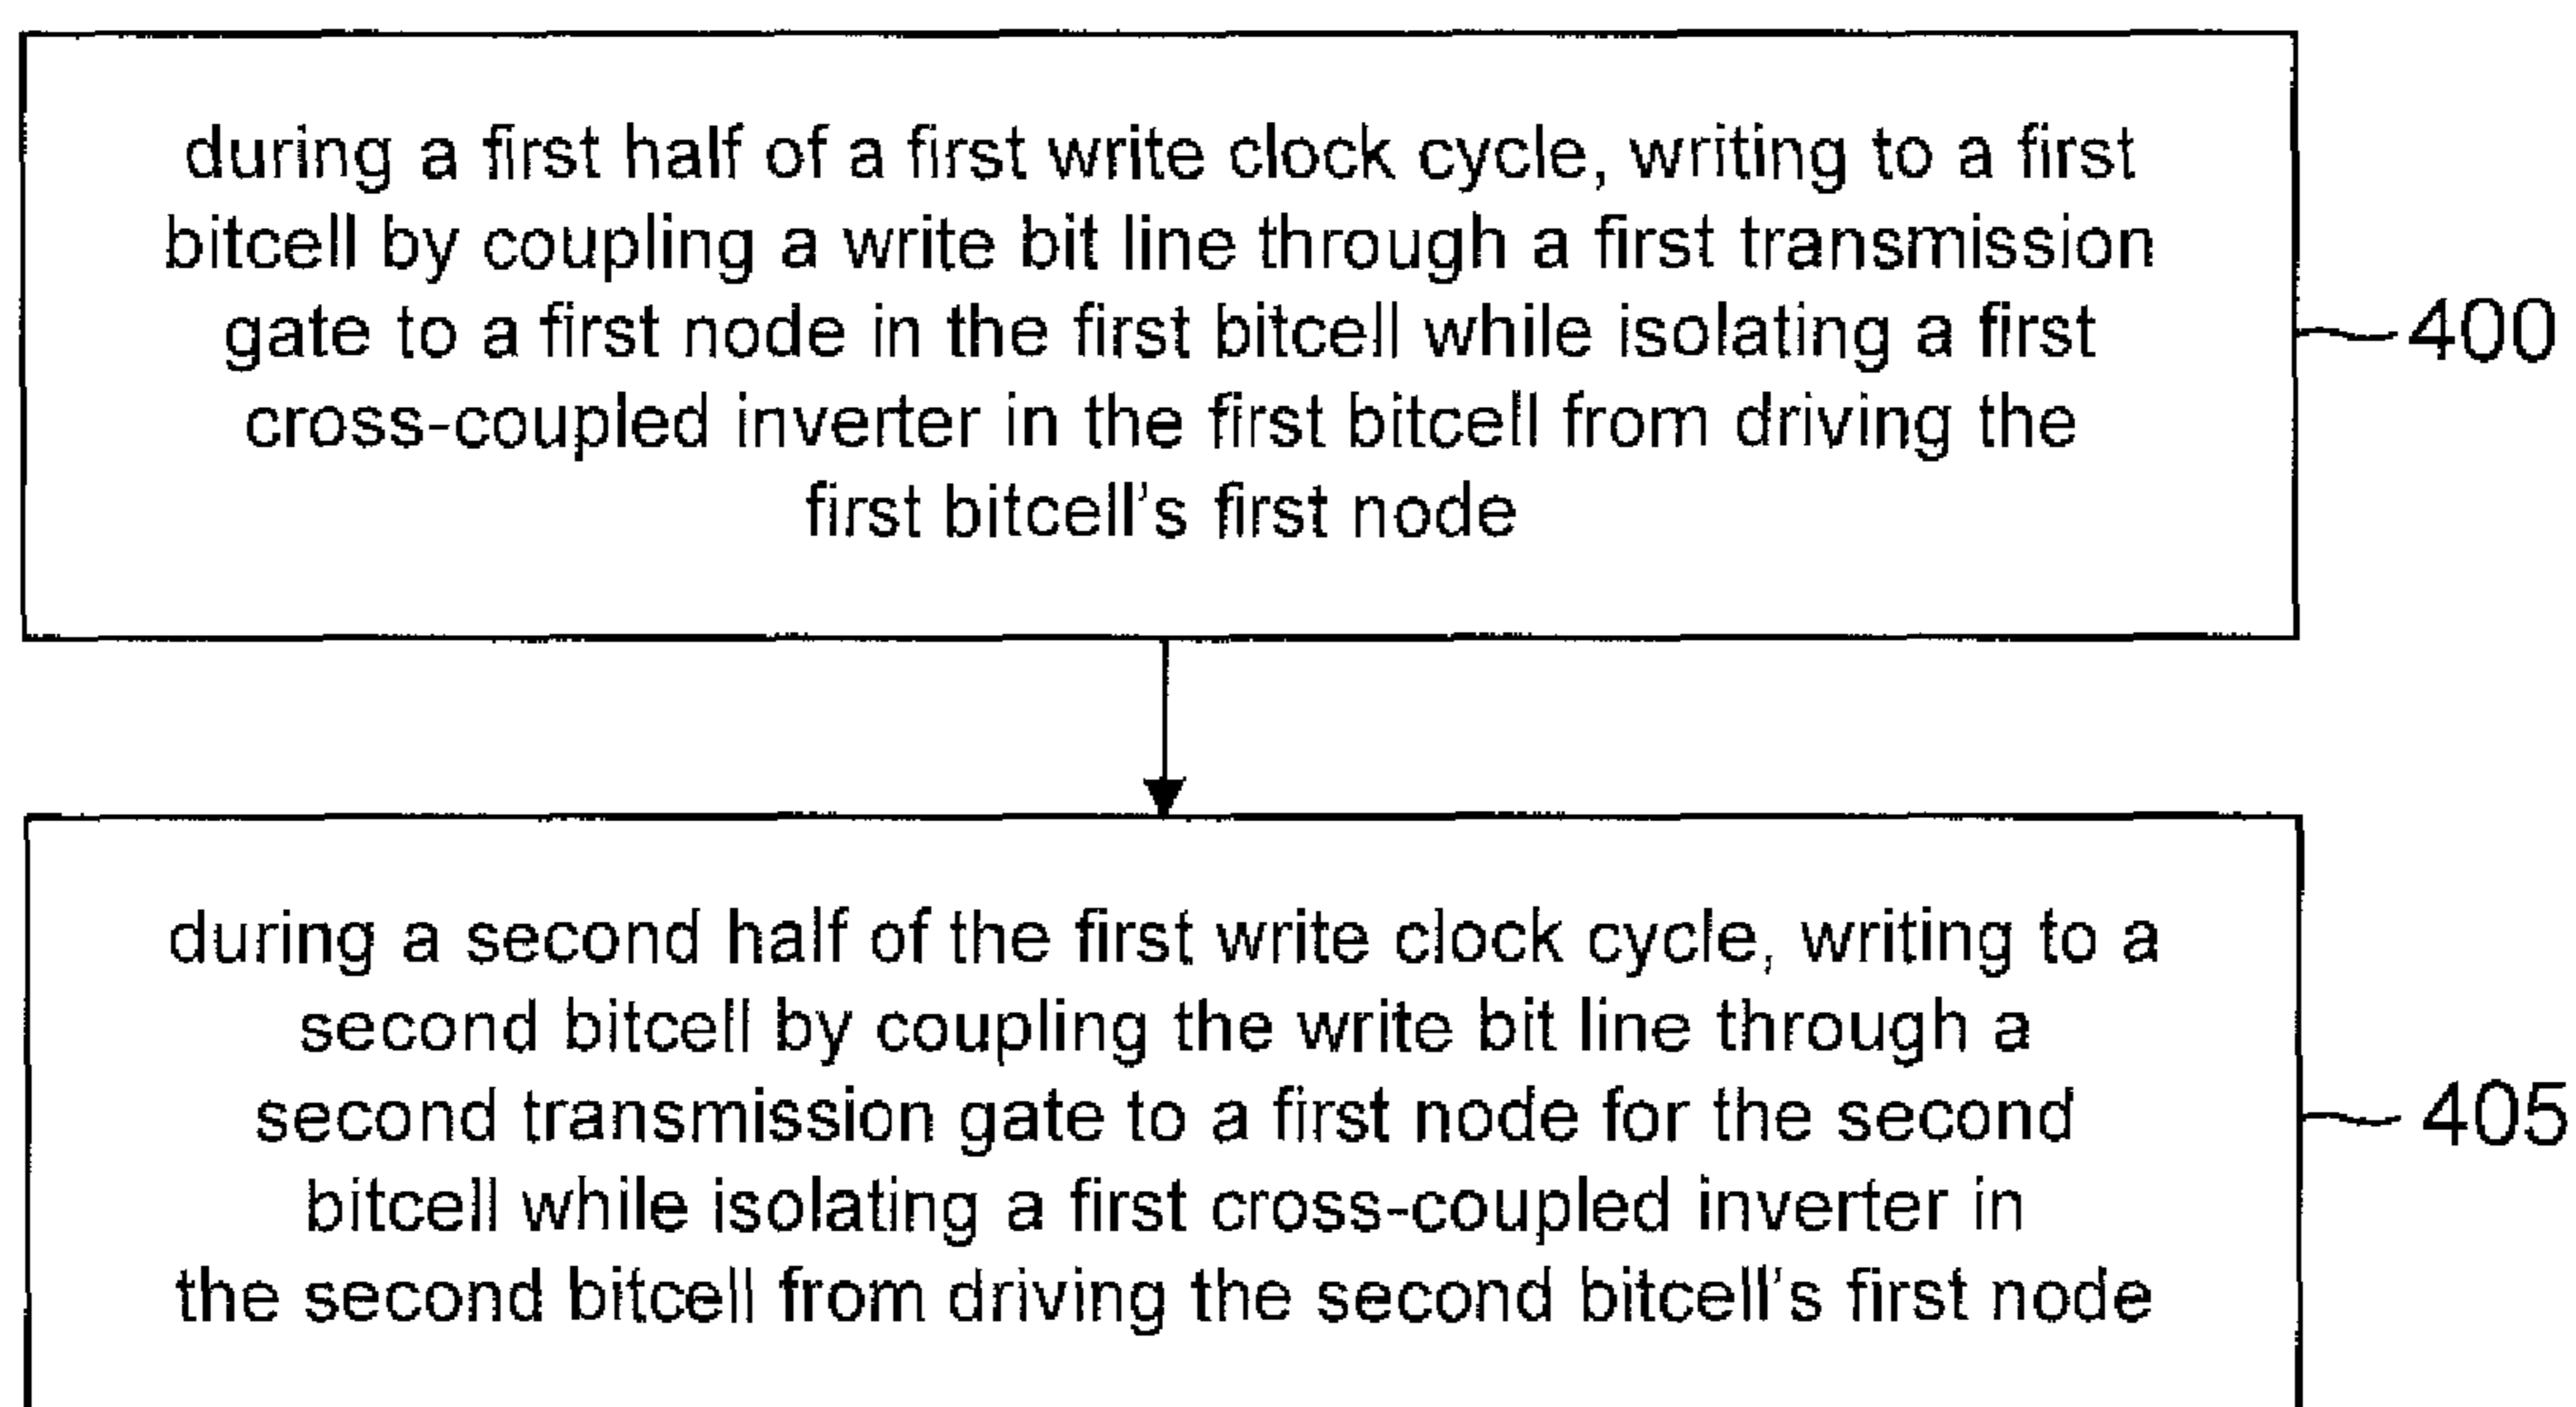 during a first half of a first write clock cycle, writing to a first
bitcell by coupling a write bit line through a first transmission
gate to a first node in the first bitcell while isolating a first
cross-coupled inverter in the first bitcell from driving the
first bitcell's first node
400
during a second half of the first write clock cycle, writing to a
second bitcell by coupling the write bit line through a
second transmission gate to a first node for the second
bitcell while isolating a first cross-coupled inverter in
the second bitcell from driving the second bitcell's first node
405